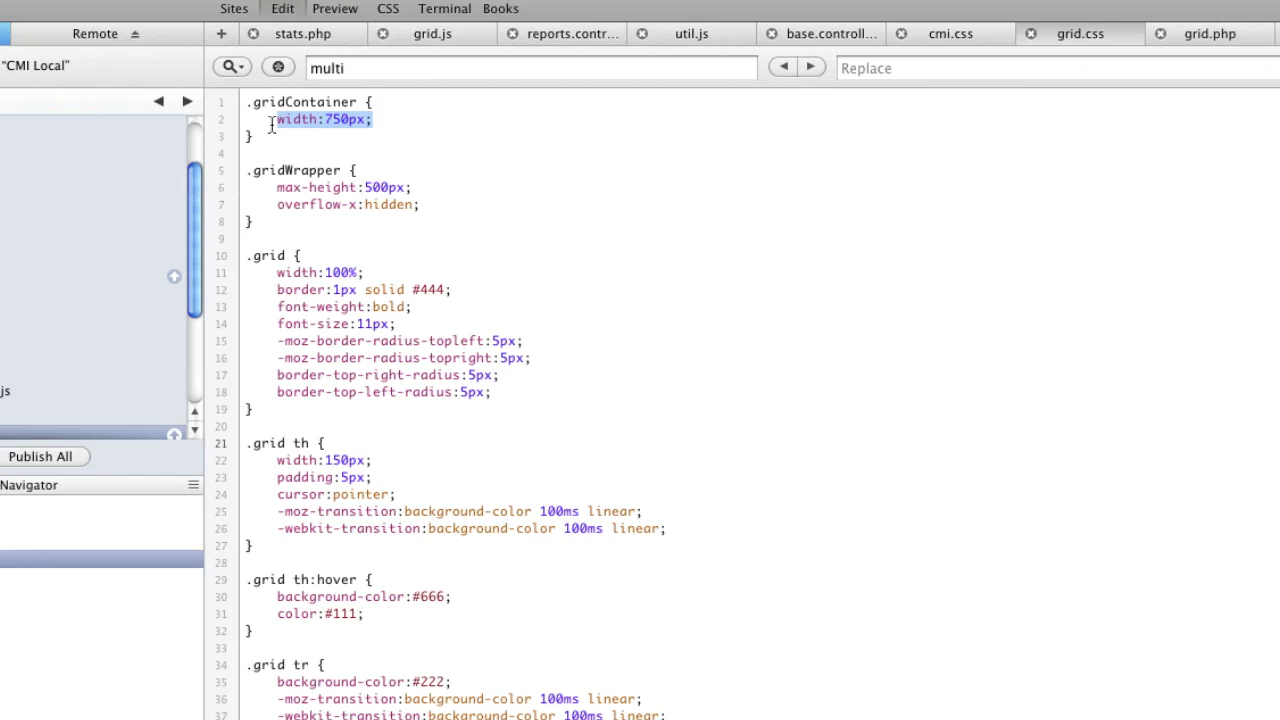 Sites Edit Preview CSS Terminal Books
Remote + stats.php grid.js reports.contr... util.js base.controll... cmi.css grid.css grid.php
"CMI Local" multi Replace
1 .gridContainer {
2 width:750px;
3 }
4
5 .gridWrapper {
6 max-height:500px;
7 overflow-x:hidden;
8 }
9
10 .grid {
11 width:100%;
12 border:1px solid #444;
13 font-weight:bold;
14 font-size:11px;
15 -moz-border-radius-topleft:5px;
16 -moz-border-radius-topright:5px;
17 border-top-right-radius:5px;
18 border-top-left-radius:5px;
js
19 }
20
21 .grid th {
Publish All
22 width:150px;
23 padding:5px;
Navigator
24 cursor:pointer;
25 -moz-transition:background-color 100ms linear;
26 -webkit-transition:background-color 100ms linear;
27 }
28
29 .grid th:hover {
30 background-color:#666;
31 color:#111;
32 }
33
34 .grid tr {
35 background-color:#222;
36 -moz-transition:background-color 100ms linear;
37 -webkit-transition:background-color 100ms linear;